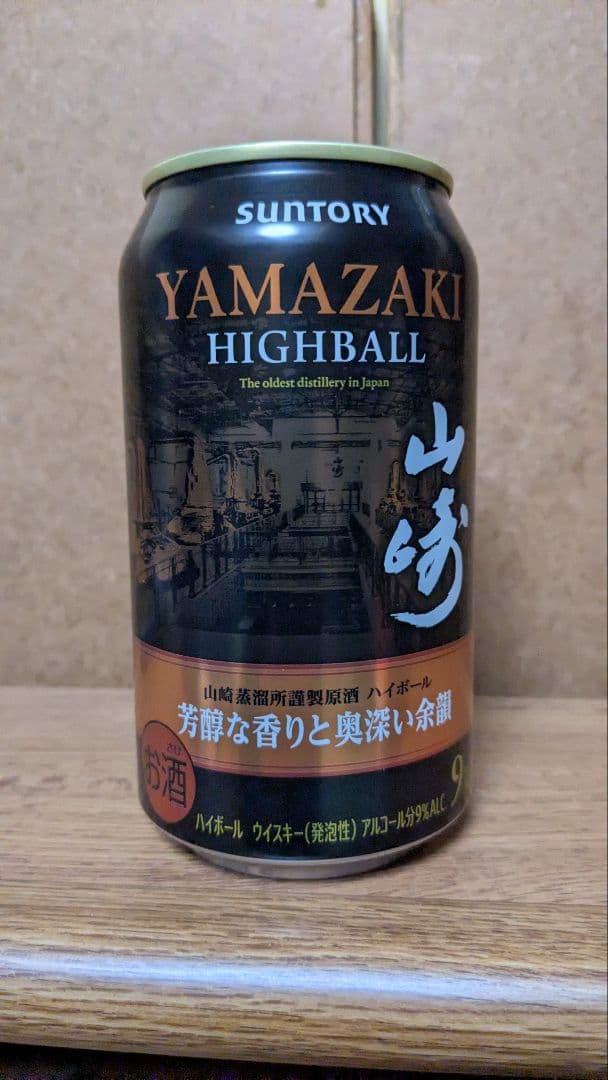 SUNTORY
YAMAZAKI
HIGHBALL
The oldest distillery in Japan
山崎
山崎蒸溜所謹製原酒 ハイボール
芳醇な香りと奥深い余韻
お酒
ハイボール ウイスキー(発泡性) アルコール分9%ALC.
9